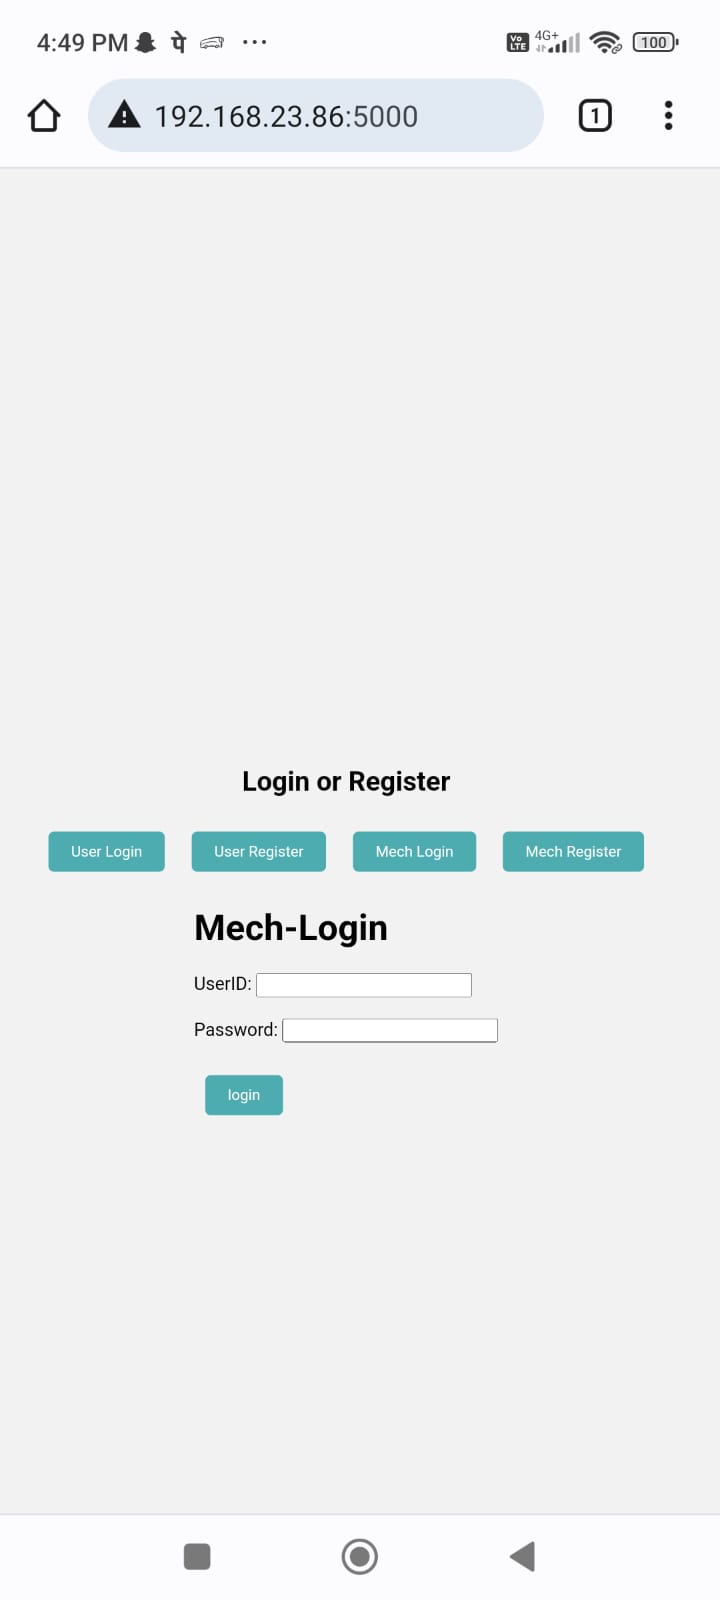 4:49 PM पे ... Vo LTE 4G+ 100
192.168.23.86:5000 1
Login or Register
User Login User Register Mech Login Mech Register
Mech-Login
UserID:
Password:
login